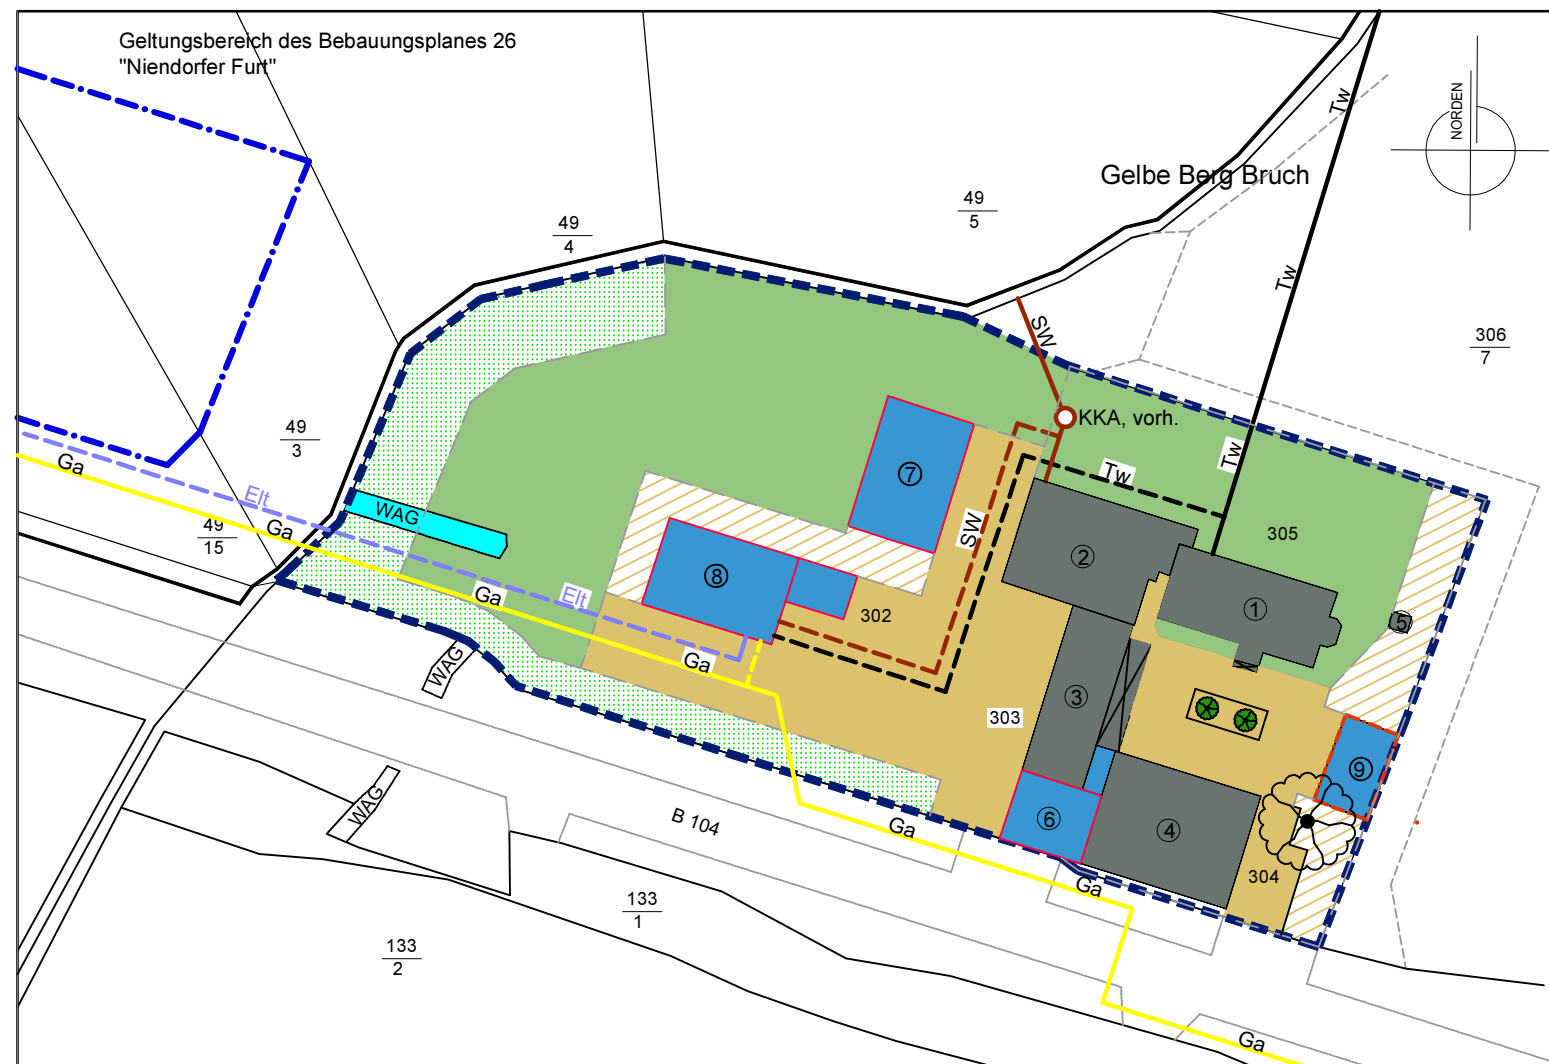 Geltungsbereich des Bebauungsplanes 26
"Niendorfer Furt"
NORDEN
Tw
Gelbe Berg Bruch
49
5
49
4
Tw
SW
306
7
KKA, vorh.
49
3
Ga
Tw
Tw
⑦
Elt
WAG
Ga
49
15
SW
305
②
⑧
Ga
Elt
①
302
⑤
WAG
Ga
③
303
⑨
WAG
B 104
⑥
Ga
④
304
Ga
133
1
133
2
Ga